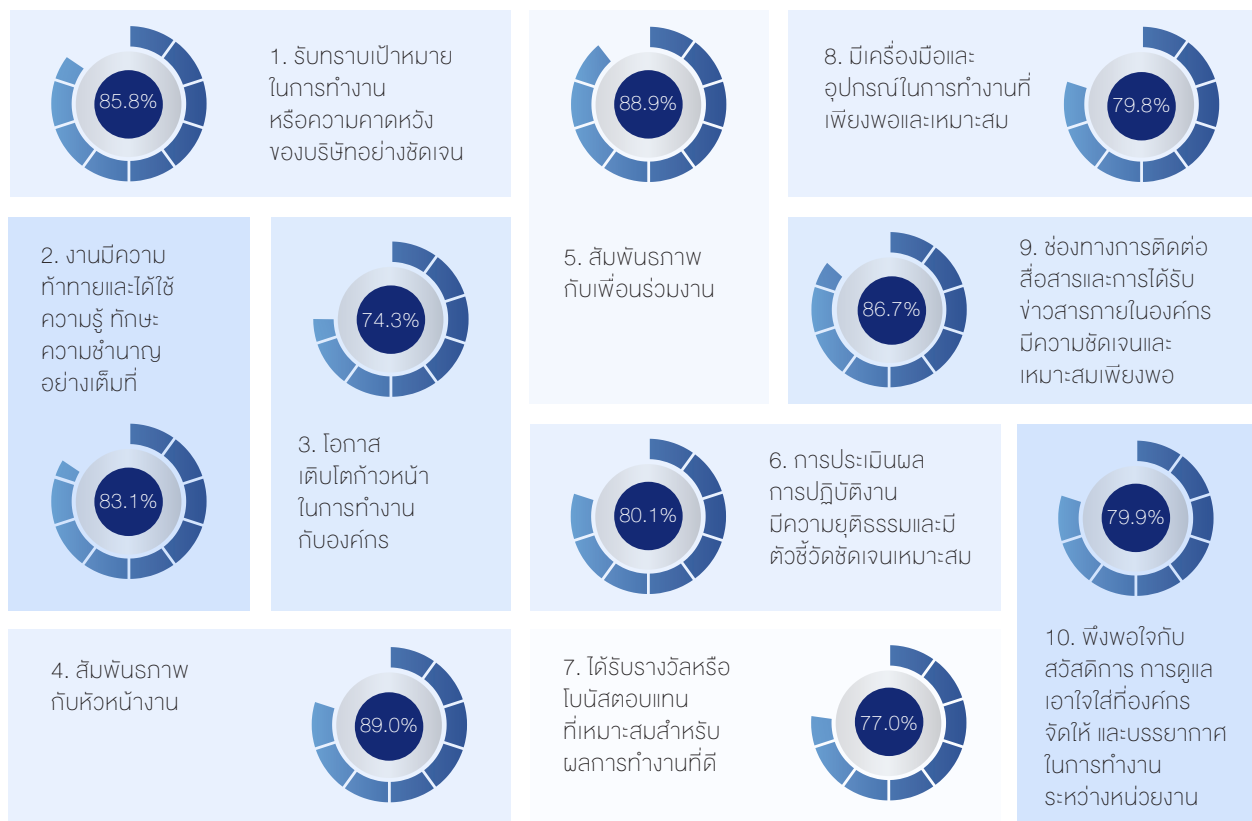 85.8%
1. รับทราบเป้าหมาย
ในการทำงาน
หรือความคาดหวัง
ของบริษัทอย่างชัดเจน
2. งานมีความ
ท้าทายและได้ใช้
ความรู้ ทักษะ
ความชำนาญ
อย่างเต็มที่
83.1%
74.3%
3. โอกาส
เติบโตก้าวหน้า
ในการทำงาน
กับองค์กร
4. สัมพันธภาพ
กับหัวหน้างาน
89.0%
88.9%
5. สัมพันธภาพ
กับเพื่อนร่วมงาน
80.1%
6. การประเมินผล
การปฏิบัติงาน
มีความยุติธรรมและมี
ตัวชี้วัดชัดเจนเหมาะสม
7. ได้รับรางวัลหรือ
โบนัสตอบแทน
ที่เหมาะสมสำหรับ
ผลการทำงานที่ดี
77.0%
8. มีเครื่องมือและ
อุปกรณ์ในการทำงานที่
เพียงพอและเหมาะสม
79.8%
86.7%
9. ช่องทางการติดต่อ
สื่อสารและการได้รับ
ข่าวสารภายในองค์กร
มีความชัดเจนและ
เหมาะสมเพียงพอ
79.9%
10. พึงพอใจกับ
สวัสดิการ การดูแล
เอาใจใส่ที่องค์กร
จัดให้ และบรรยากาศ
ในการทำงาน
ระหว่างหน่วยงาน